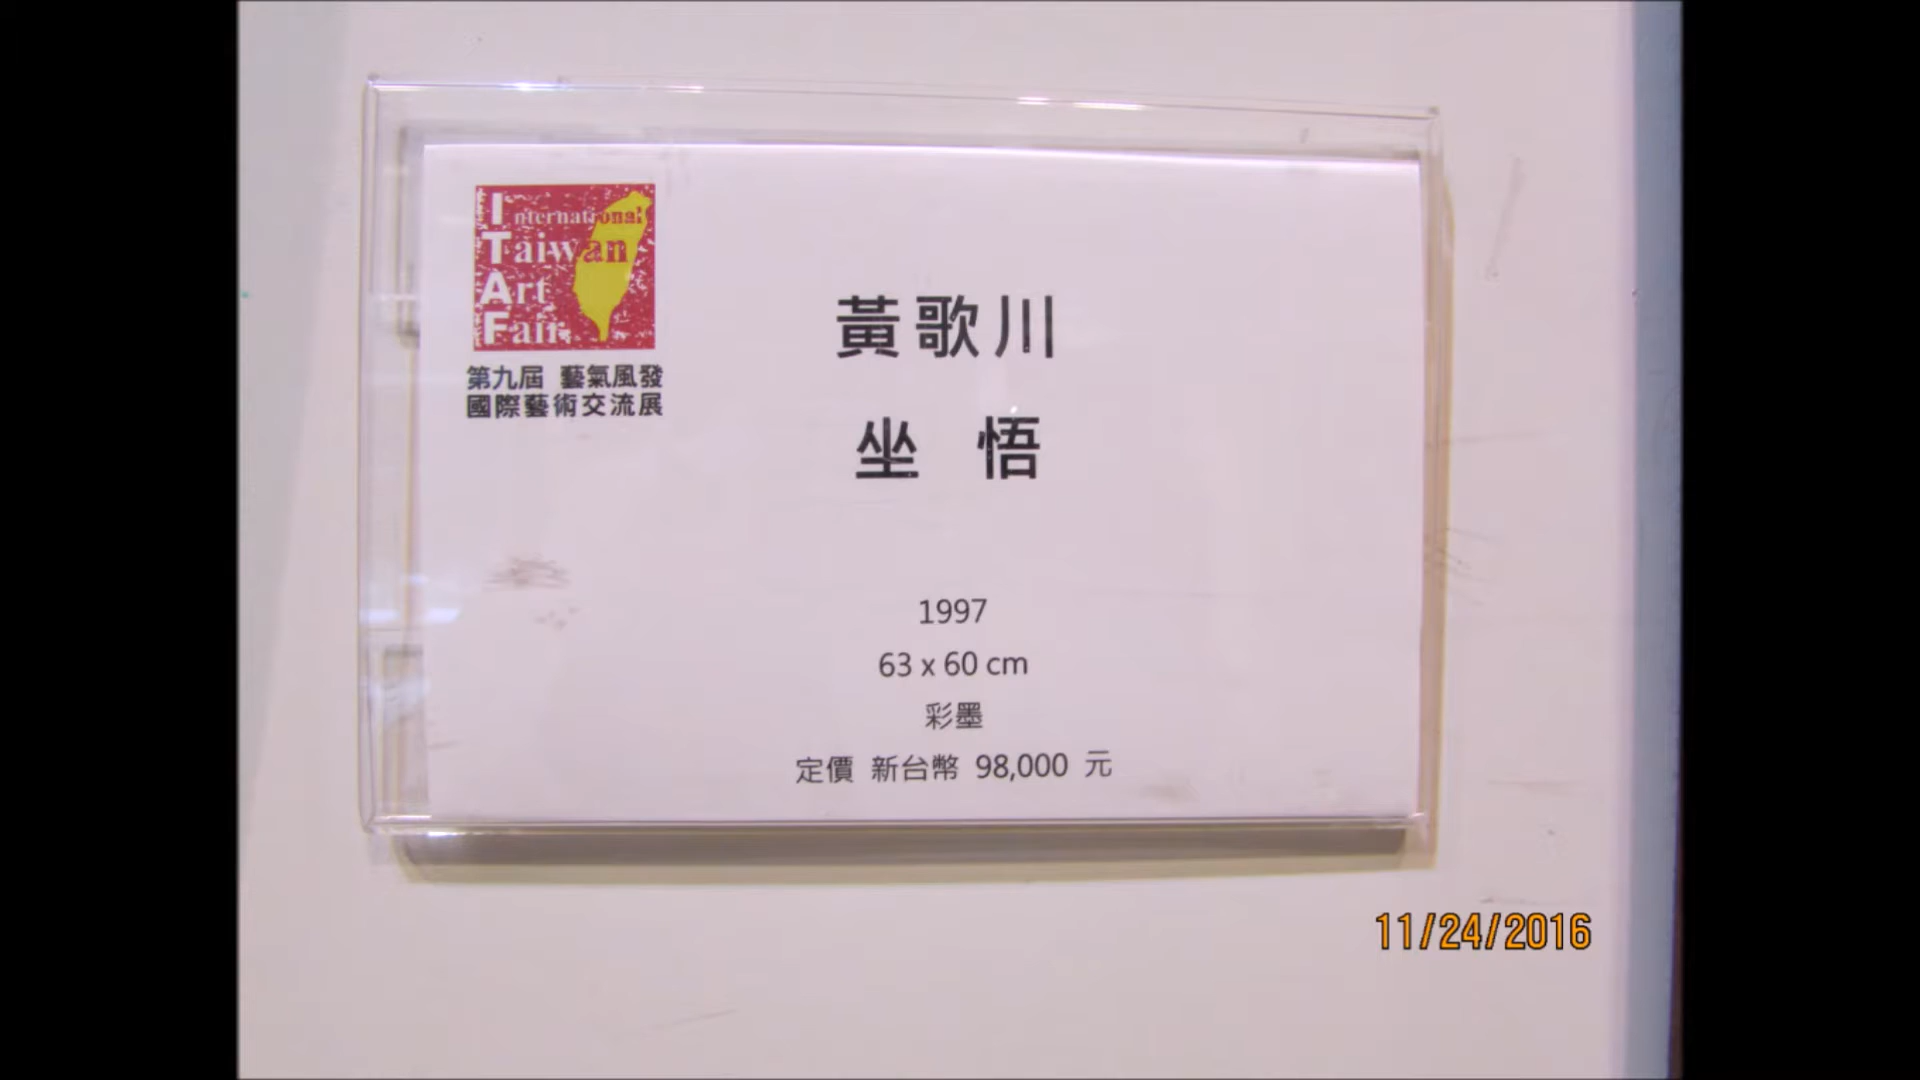 International
Taiwan
Art
Fair
第九屆 藝氣風發
國際藝術交流展
黃歌川
坐 悟
1997
63 x 60 cm
彩墨
定價 新台幣 98,000 元
11/24/2016